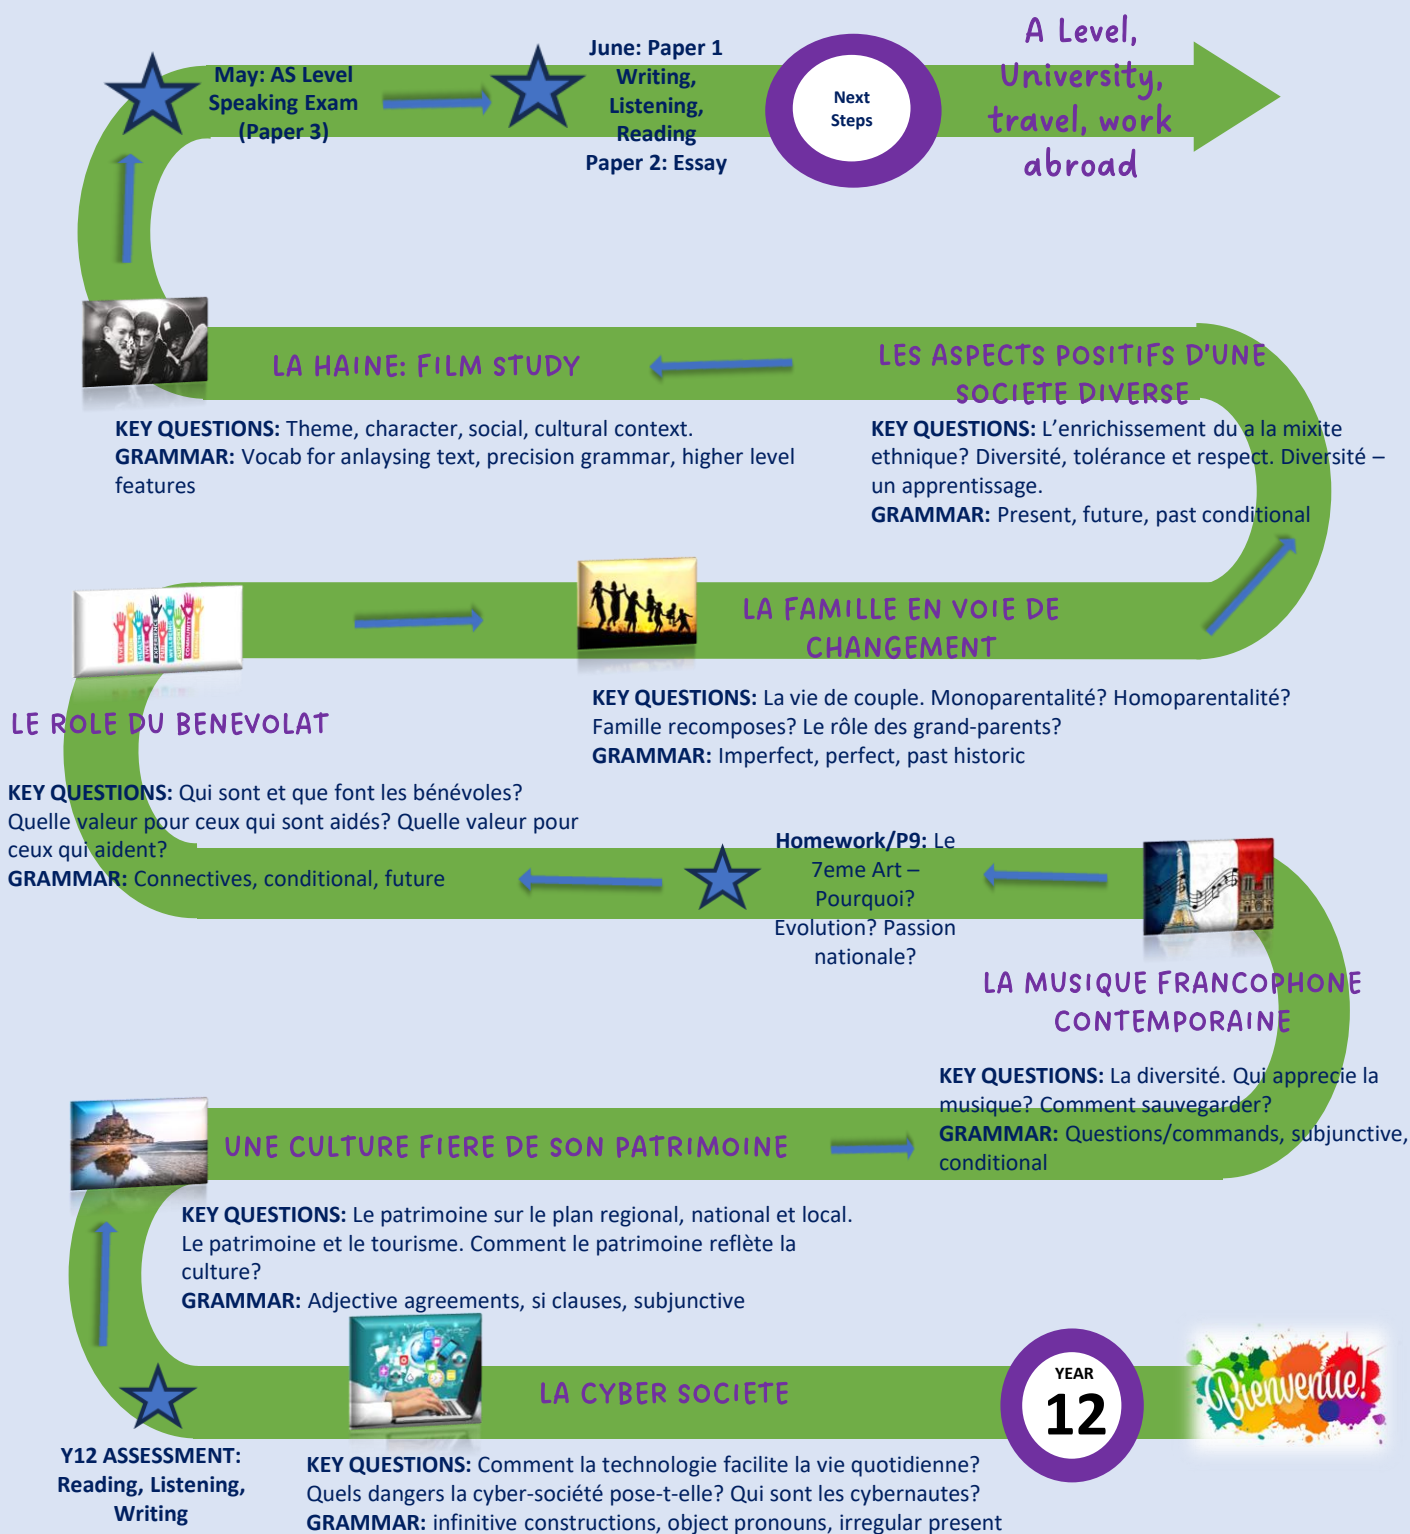 A Level,
University,
travel, work
abroad
May: AS Level
Speaking Exam
(Paper 3)
June: Paper 1
Writing,
Listening,
Reading
Paper 2: Essay
Next
Steps
LA HAINE: FILM STUDY
LES ASPECTS POSITIFS D'UNE
SOCIETE DIVERSE
KEY QUESTIONS: Theme, character, social, cultural context.
GRAMMAR: Vocab for anlaysing text, precision grammar, higher level
features
KEY QUESTIONS: L'enrichissement du a la mixite
ethnique? Diversité, tolérance et respect. Diversité –
un apprentissage.
GRAMMAR: Present, future, past conditional
LIVES
HEALTH
LIVES
EXPERIENCE
PUBLIC
WELLBEING
SUPPORT
COMMUNITY
LA FAMILLE EN VOIE DE
CHANGEMENT
LE ROLE DU BENEVOLAT
KEY QUESTIONS: La vie de couple. Monoparentalité? Homoparentalité?
Famille recomposes? Le rôle des grand-parents?
GRAMMAR: Imperfect, perfect, past historic
KEY QUESTIONS: Qui sont et que font les bénévoles?
Quelle valeur pour ceux qui sont aidés? Quelle valeur pour
ceux qui aident?
GRAMMAR: Connectives, conditional, future
Homework/P9: Le
7eme Art –
Pourquoi?
Evolution? Passion
nationale?
LA MUSIQUE FRANCOPHONE
CONTEMPORAINE
KEY QUESTIONS: La diversité. Qui apprecie la
musique? Comment sauvegarder?
GRAMMAR: Questions/commands, subjunctive,
conditional
UNE CULTURE FIERE DE SON PATRIMOINE
KEY QUESTIONS: Le patrimoine sur le plan regional, national et local.
Le patrimoine et le tourisme. Comment le patrimoine reflète la
culture?
GRAMMAR: Adjective agreements, si clauses, subjunctive
LA CYBER SOCIETE
YEAR
12
Bienvenue!
Y12 ASSESSMENT:
Reading, Listening,
Writing
KEY QUESTIONS: Comment la technologie facilite la vie quotidienne?
Quels dangers la cyber-société pose-t-elle? Qui sont les cybernautes?
GRAMMAR: infinitive constructions, object pronouns, irregular present